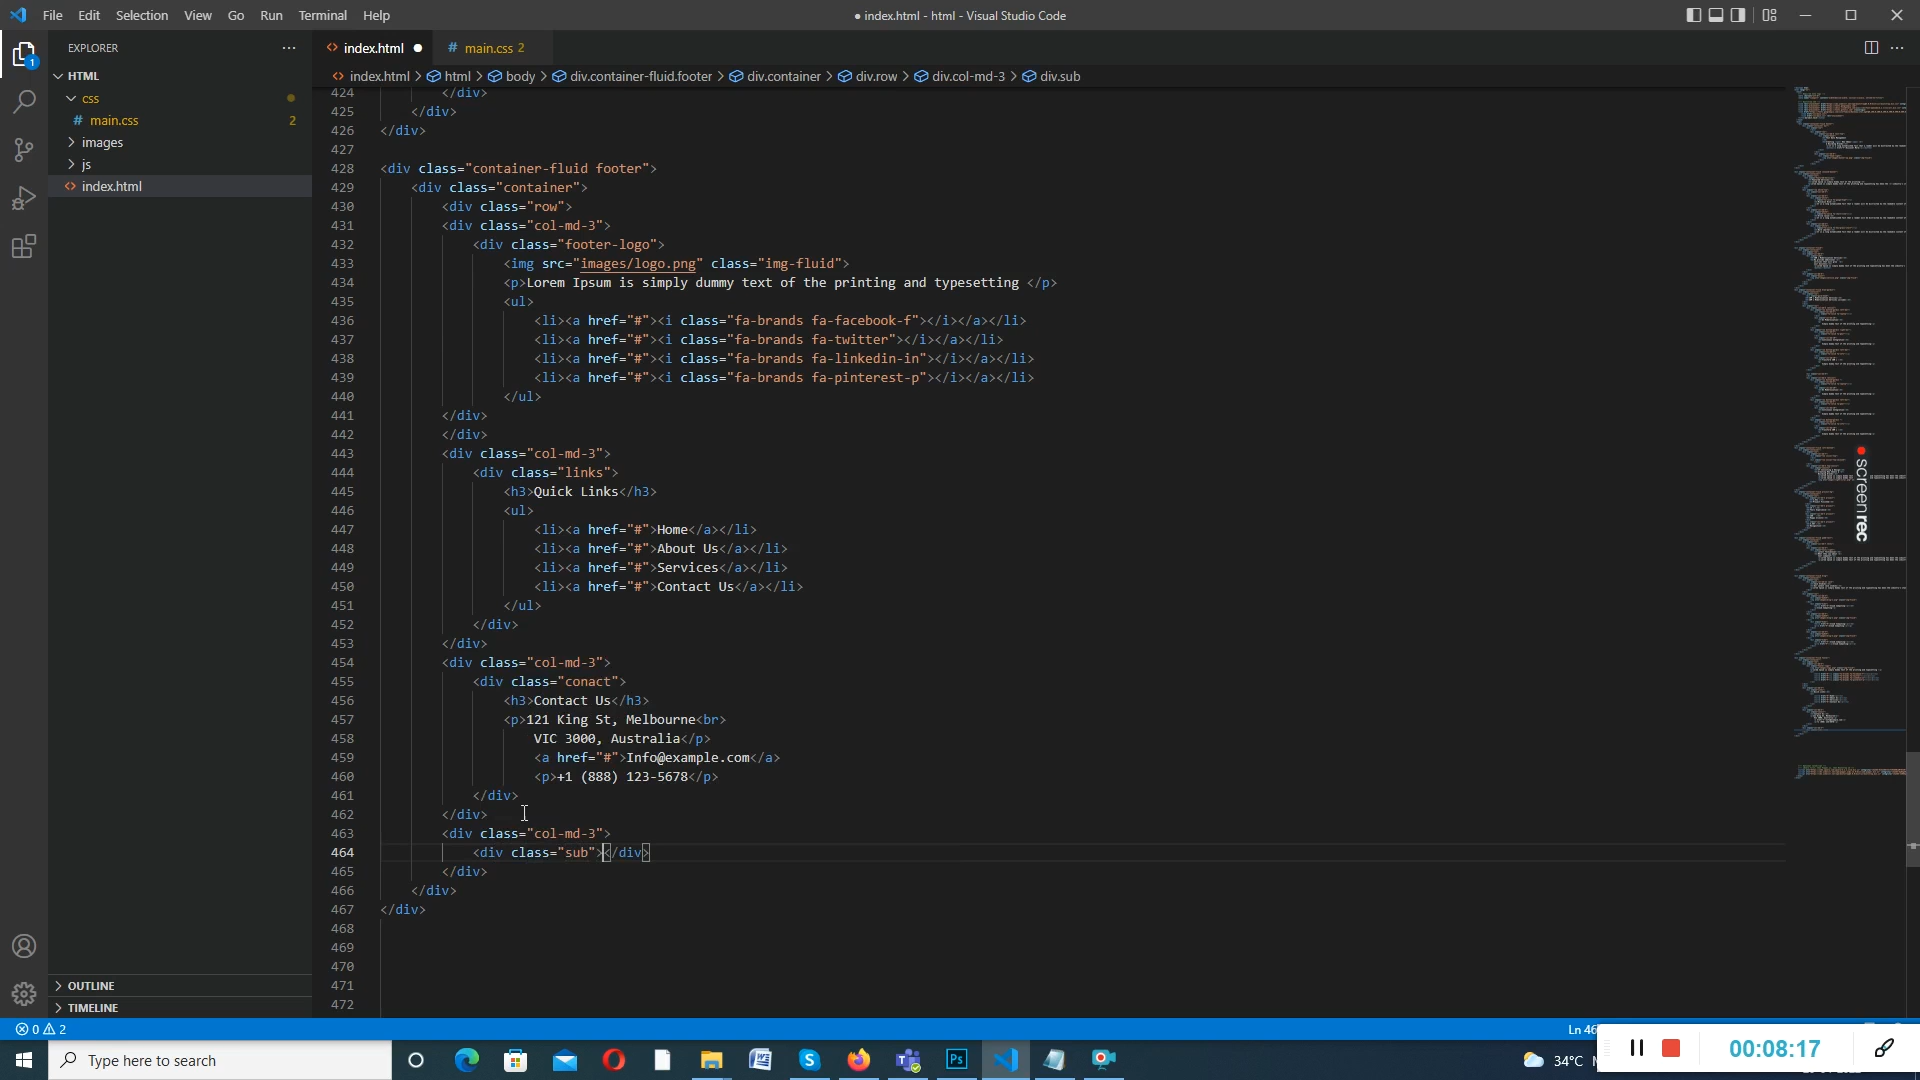 File Edit Selection View Go Run Terminal Help
● index.html - html - Visual Studio Code
EXPLORER
index.html
main.css 2
HTML
index.html > html > body > div.container-fluid.footer > div.container > div.row > div.col-md-3 > div.sub
css
main.css 2
images
js
index.html
424 </div>
425 </div>
426 </div>
427
428 <div class="container-fluid footer">
429 <div class="container">
430 <div class="row">
431 <div class="col-md-3">
432 <div class="footer-logo">
433 <img src="images/logo.png" class="img-fluid">
434 <p>Lorem Ipsum is simply dummy text of the printing and typesetting </p>
435 <ul>
436 <li><a href="#"><i class="fa-brands fa-facebook-f"></i></a></li>
437 <li><a href="#"><i class="fa-brands fa-twitter"></i></a></li>
438 <li><a href="#"><i class="fa-brands fa-linkedin-in"></i></a></li>
439 <li><a href="#"><i class="fa-brands fa-pinterest-p"></i></a></li>
440 </ul>
441 </div>
442 </div>
443 <div class="col-md-3">
444 <div class="links">
445 <h3>Quick Links</h3>
446 <ul>
447 <li><a href="#">Home</a></li>
448 <li><a href="#">About Us</a></li>
449 <li><a href="#">Services</a></li>
450 <li><a href="#">Contact Us</a></li>
451 </ul>
452 </div>
453 </div>
454 <div class="col-md-3">
455 <div class="conact">
456 <h3>Contact Us</h3>
457 <p>121 King St, Melbourne<br>
458 VIC 3000, Australia</p>
459 <a href="#">Info@example.com</a>
460 <p>+1 (888) 123-5678</p>
461 </div>
462 </div>
463 <div class="col-md-3">
464 <div class="sub"></div>
465 </div>
466 </div>
467 </div>
468
469
470
471
472
screenrec
OUTLINE
TIMELINE
0 2
Ln 46
Type here to search
34°C
00:08:17